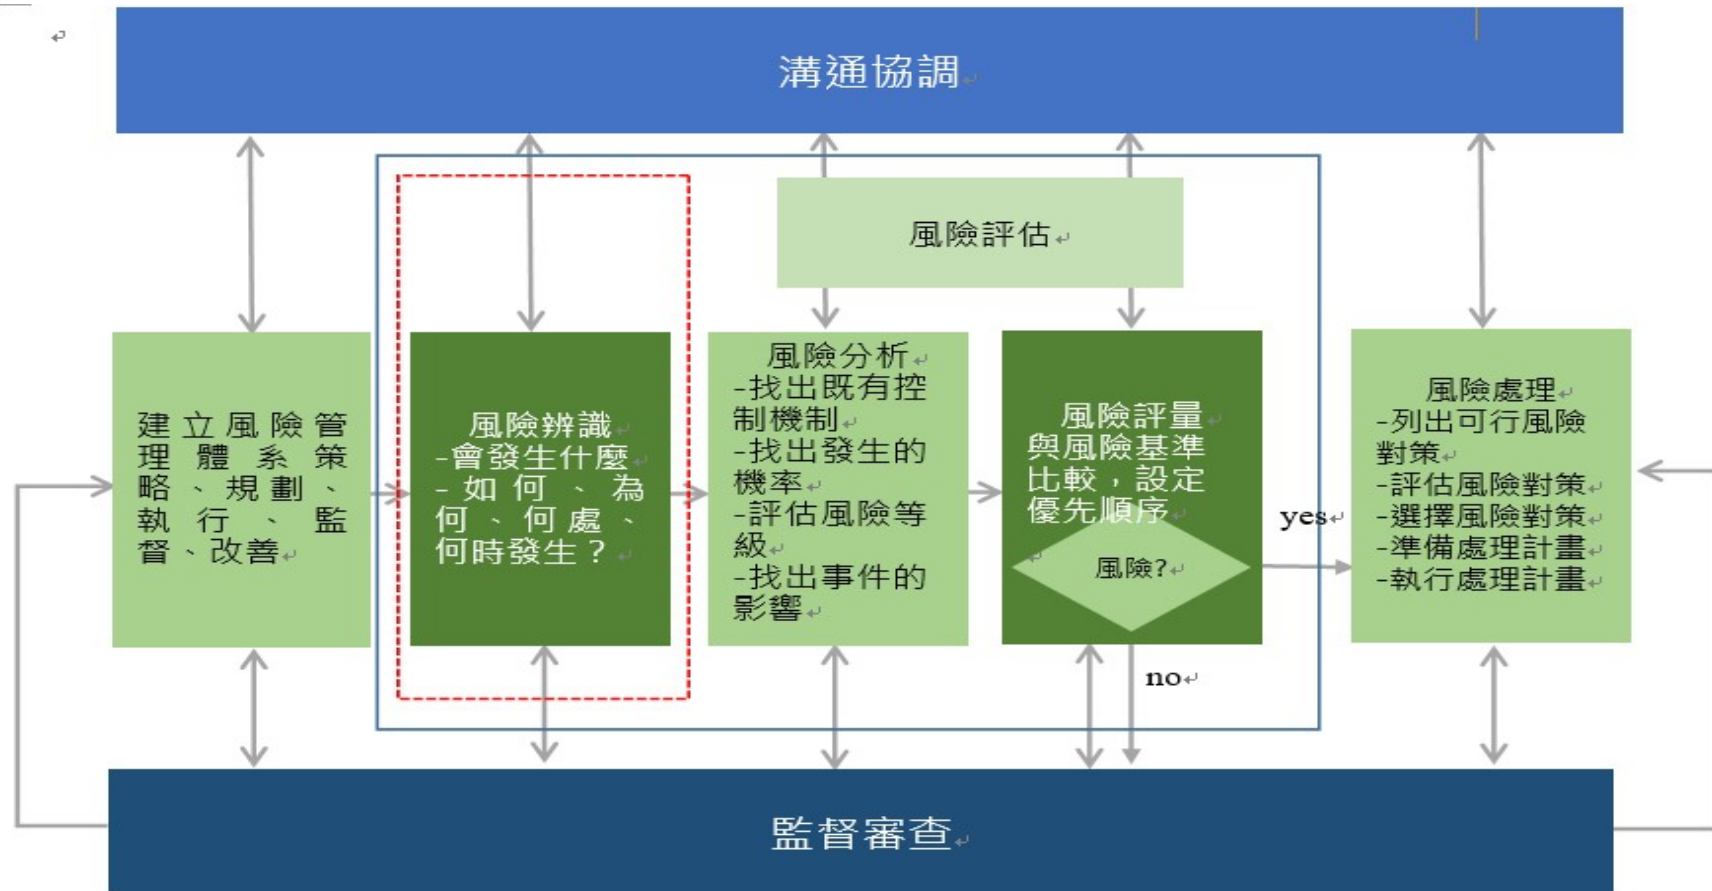 溝通協調
風險評估
建立風險管
理體系策
略、規劃、
執行、監
督、改善
風險辨識
-會發生什麼
-如何、為
何、何處、
何時發生？
風險分析
-找出既有控
制機制
-找出發生的
機率
-評估風險等
級
-找出事件的
影響
風險評量
與風險基準
比較，設定
優先順序
風險?
yes
no
風險處理
-列出可行風險
對策
-評估風險對策
-選擇風險對策
-準備處理計畫
-執行處理計畫
監督審查